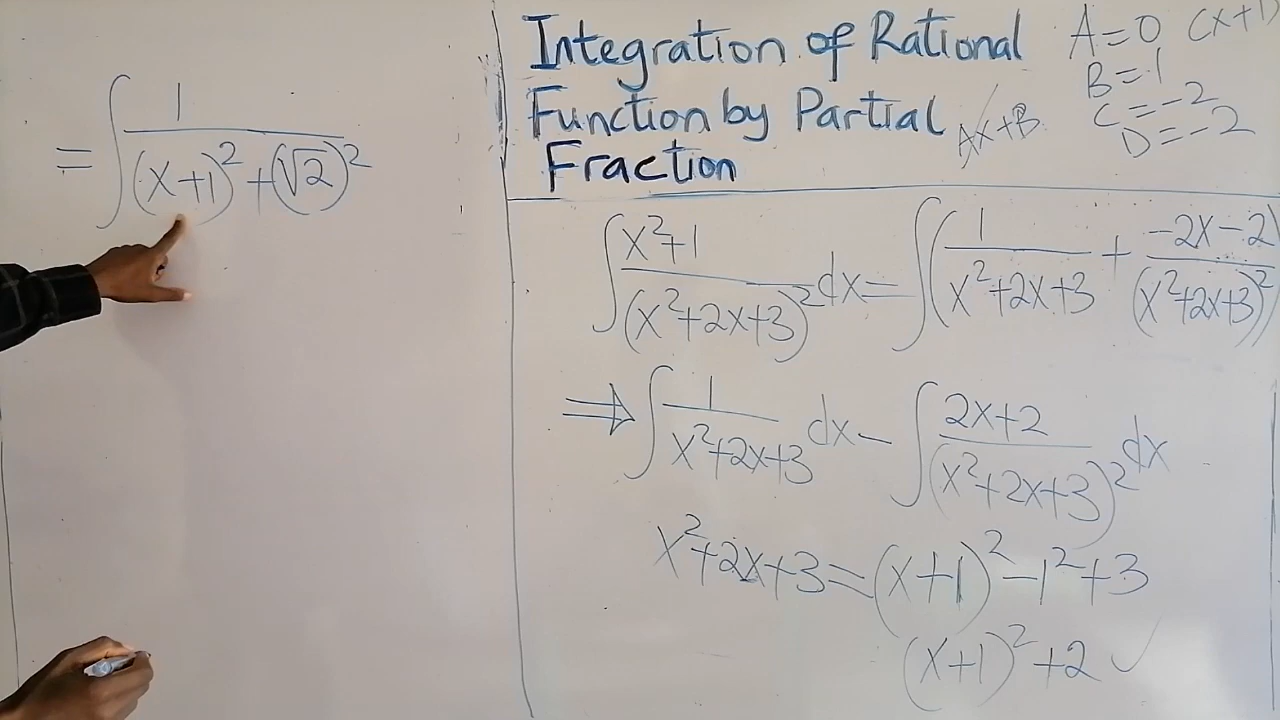 = ∫ 1/((x+1)² + (√2)²)
Integration of Rational
Function by Partial
Fraction
Ax+B
A=0 (x+1)
B=1
C=-2
D=-2
∫ (x²+1)/(x²+2x+3)² dx = ∫ (1/(x²+2x+3) + (-2x-2)/(x²+2x+3)²)
⇒ ∫ 1/(x²+2x+3) dx - ∫ (2x+2)/(x²+2x+3)² dx
x²+2x+3 = (x+1)² - 1² + 3
(x+1)² + 2 ✓